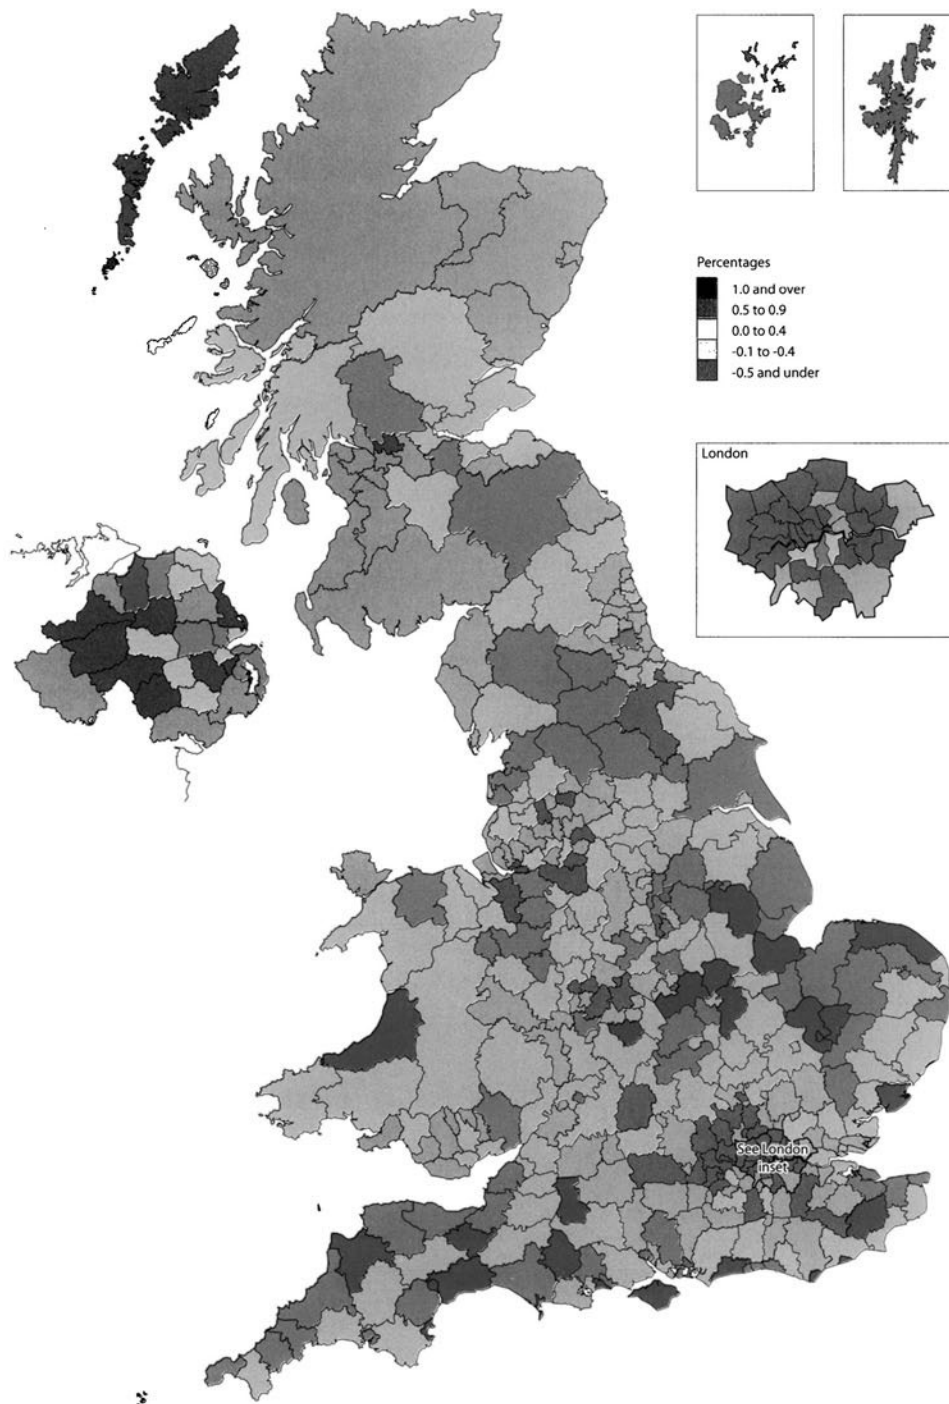 Percentages
1.0 and over
0.5 to 0.9
0.0 to 0.4
-0.1 to -0.4
-0.5 and under
London
See London
inset